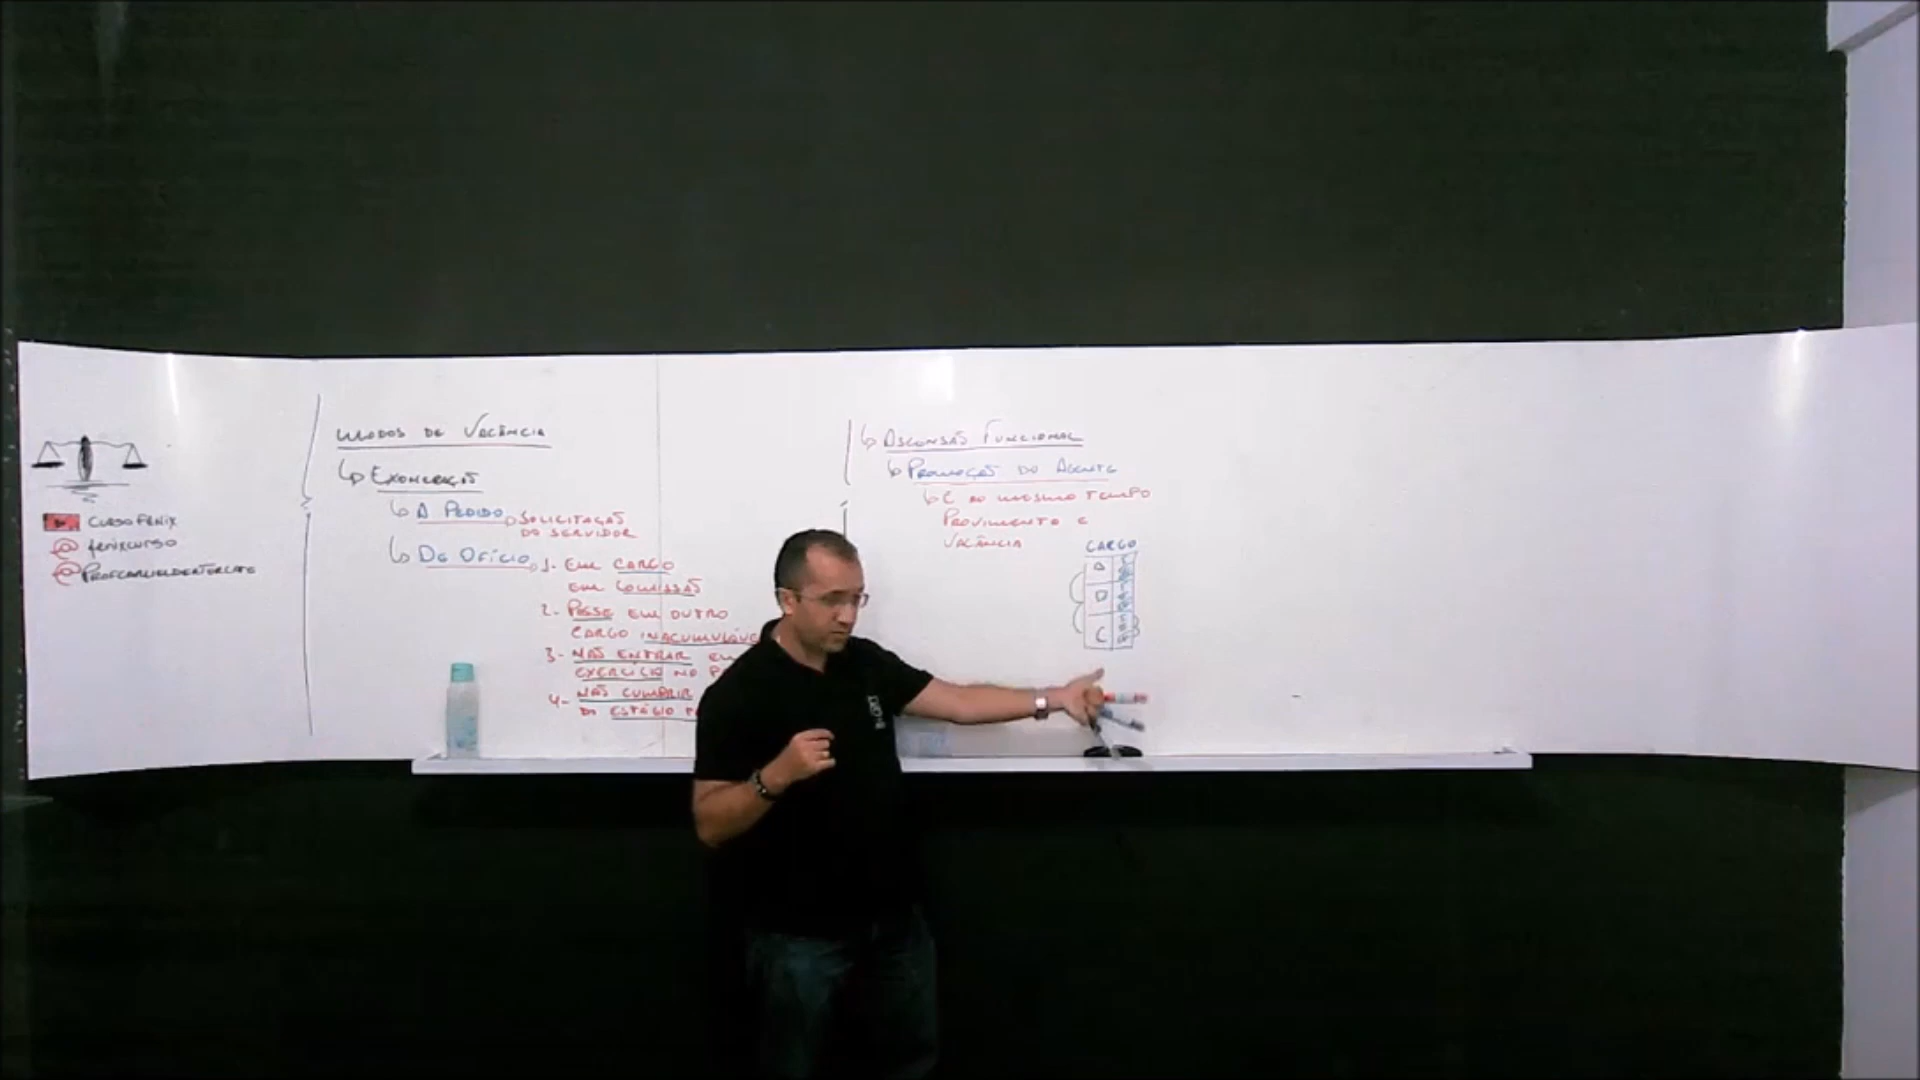 CURSO FÊNIX
@ fenixcurso
@
MODOS DE VACÂNCIA
EXONERAÇÃO
A PEDIDO SOLICITAÇÃO
DO SERVIDOR
DE OFÍCIO 1- EM CARGO
EM COMISSÃO
2- POSSE EM OUTRO
CARGO
3- NÃO ENTRAR EM
EXERCÍCIO NO
4- NÃO CUMPRIR
DO ESTÁGIO
ASCENSÃO FUNCIONAL
PROMOÇÃO DO AGENTE
É AO MESMO TEMPO
PROVIMENTO E
VACÂNCIA
CARGO
C